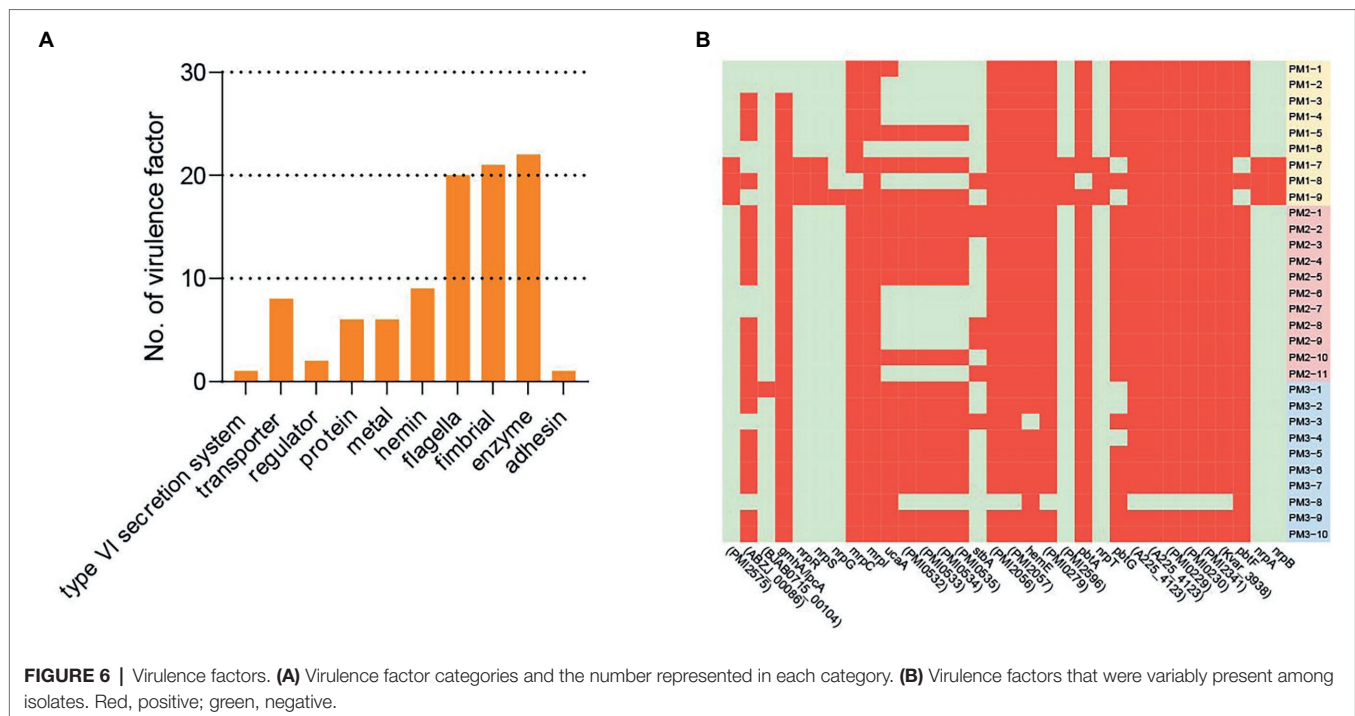 A
No. of virulence factor
30
20
10
0
type VI secretion system
transporter
regulator
protein
metal
hemin
flagella
fimbrial
enzyme
adhesin
B
PM1-1
PM1-2
PM1-3
PM1-4
PM1-5
PM1-6
PM1-7
PM1-8
PM1-9
PM2-1
PM2-2
PM2-3
PM2-4
PM2-5
PM2-6
PM2-7
PM2-8
PM2-9
PM2-10
PM2-11
PM3-1
PM3-2
PM3-3
PM3-4
PM3-5
PM3-6
PM3-7
PM3-8
PM3-9
PM3-10
(PMI2575)
(ABZJ_00086)
(BJAB0715_00104)
gmhA/lpcA
nrpR
nrpS
nrpG
mrpC
mrpI
ucaA
(PMI0532)
(PMI0533)
(PMI0534)
(PMI0535)
stbA
(PMI2056)
(PMI2057)
hemE
(PMI0279)
(PMI2596)
pbtA
nrpT
pbtG
(A225_4123)
(A225_4123)
(PMI0229)
(PMI0230)
(PMI2341)
(Kvar_3938)
pbtF
nrpA
nrpB
FIGURE 6 | Virulence factors. (A) Virulence factor categories and the number represented in each category. (B) Virulence factors that were variably present among
isolates. Red, positive; green, negative.